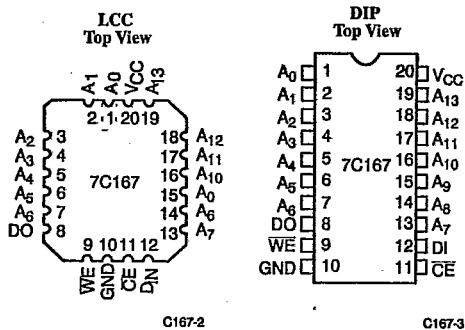 LCC
Top View
A1 A0 VCC A13
2 1 20 19
A2 3 18 A12
A3 4 17 A11
A4 5 7C167 16 A10
A5 6 15 A0
A6 7 14 A6
DO 8 13 A7
9 10 11 12
WE GND CE DIN
C167-2
DIP
Top View
A0 1 20 VCC
A1 2 19 A13
A2 3 18 A12
A3 4 17 A11
A4 5 7C167 16 A10
A5 6 15 A9
A6 7 14 A8
DO 8 13 A7
WE 9 12 DI
GND 10 11 CE
C167-3